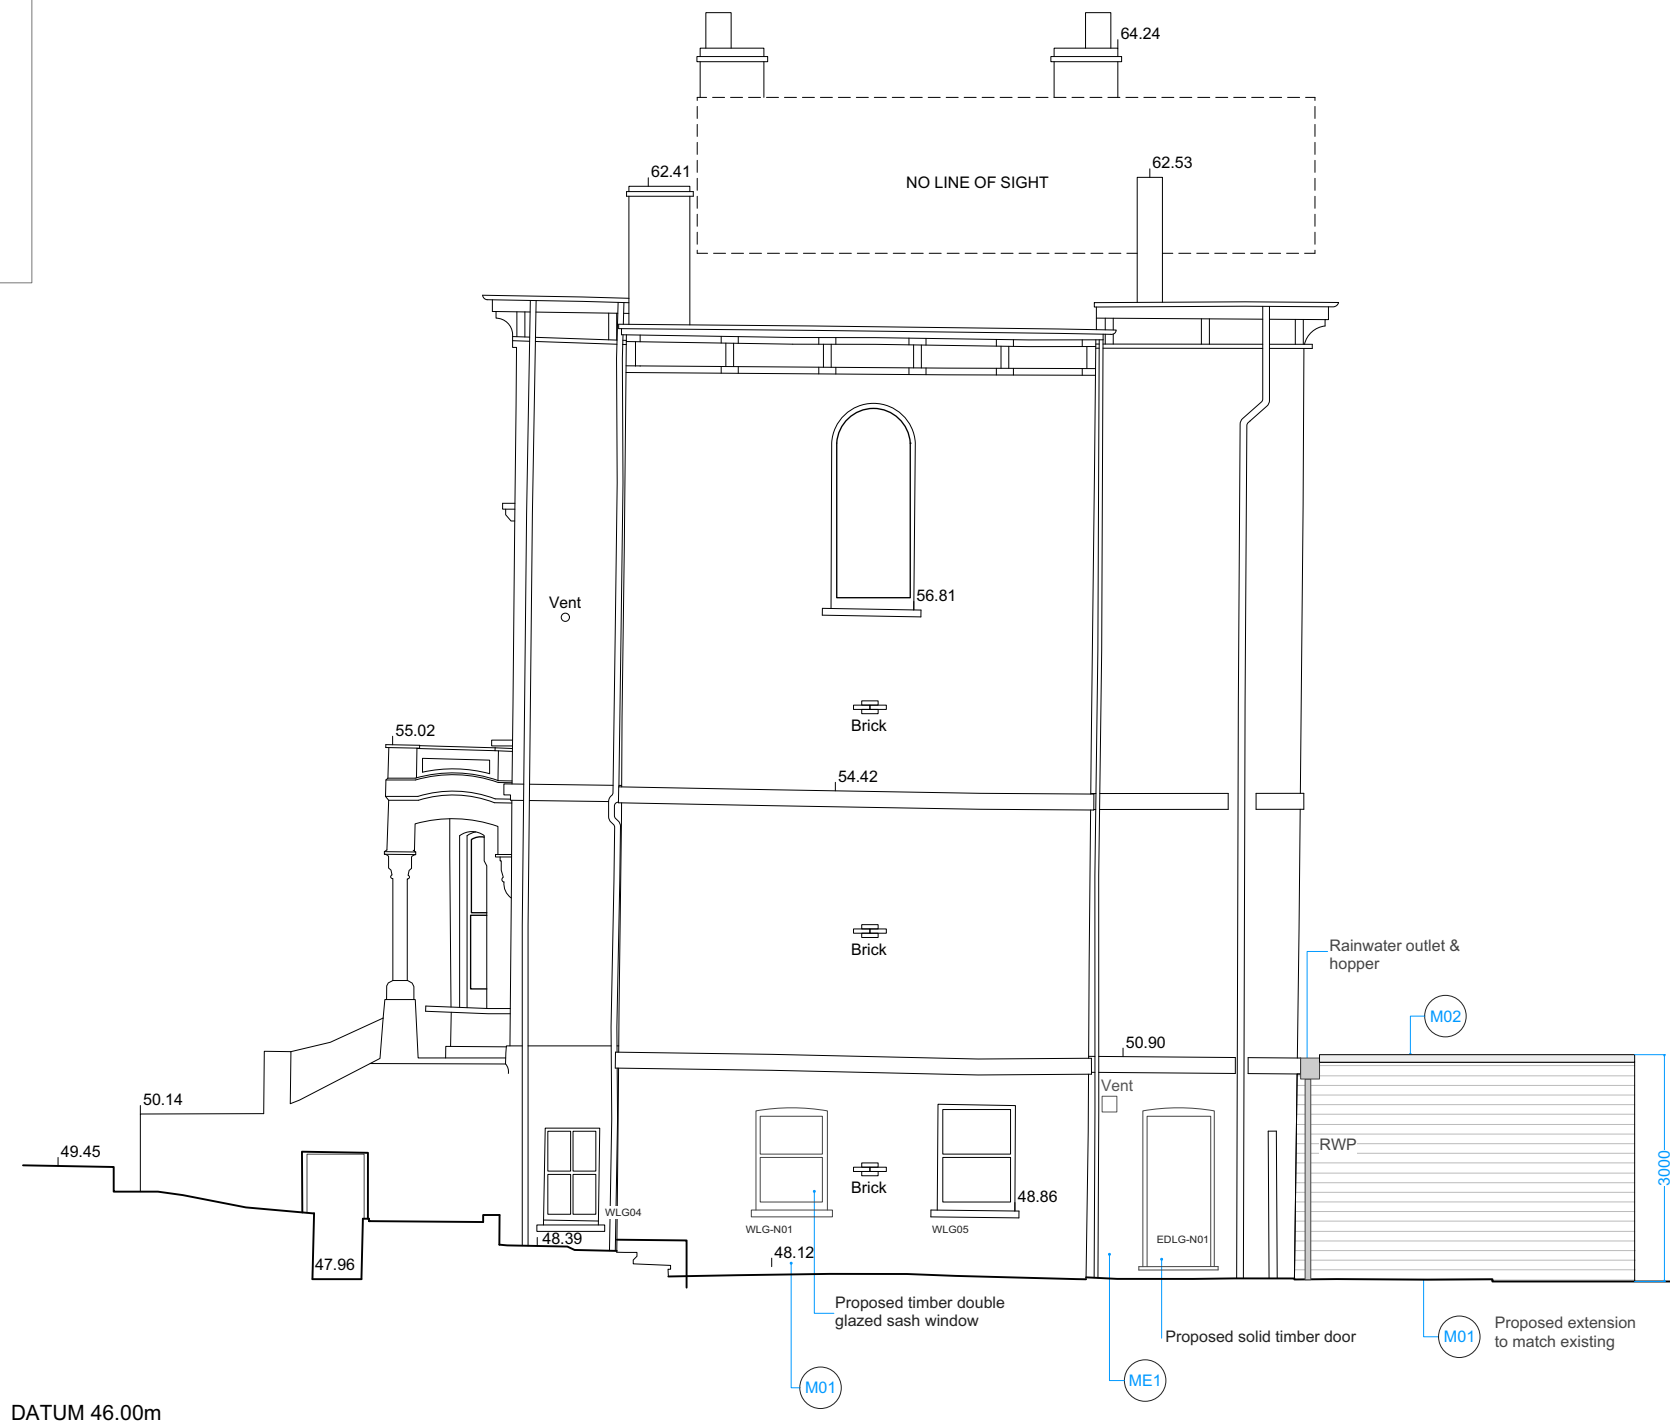 64.24
62.41
62.53
NO LINE OF SIGHT
56.81
Vent
Brick
55.02
54.42
Brick
Rainwater outlet &
hopper
M02
50.90
Vent
50.14
49.45
RWP
3000
Brick
48.86
WLG04
WLG-N01
WLG05
EDLG-N01
48.39
48.12
47.96
Proposed timber double
glazed sash window
Proposed solid timber door
M01
Proposed extension
to match existing
M01
ME1
DATUM 46.00m